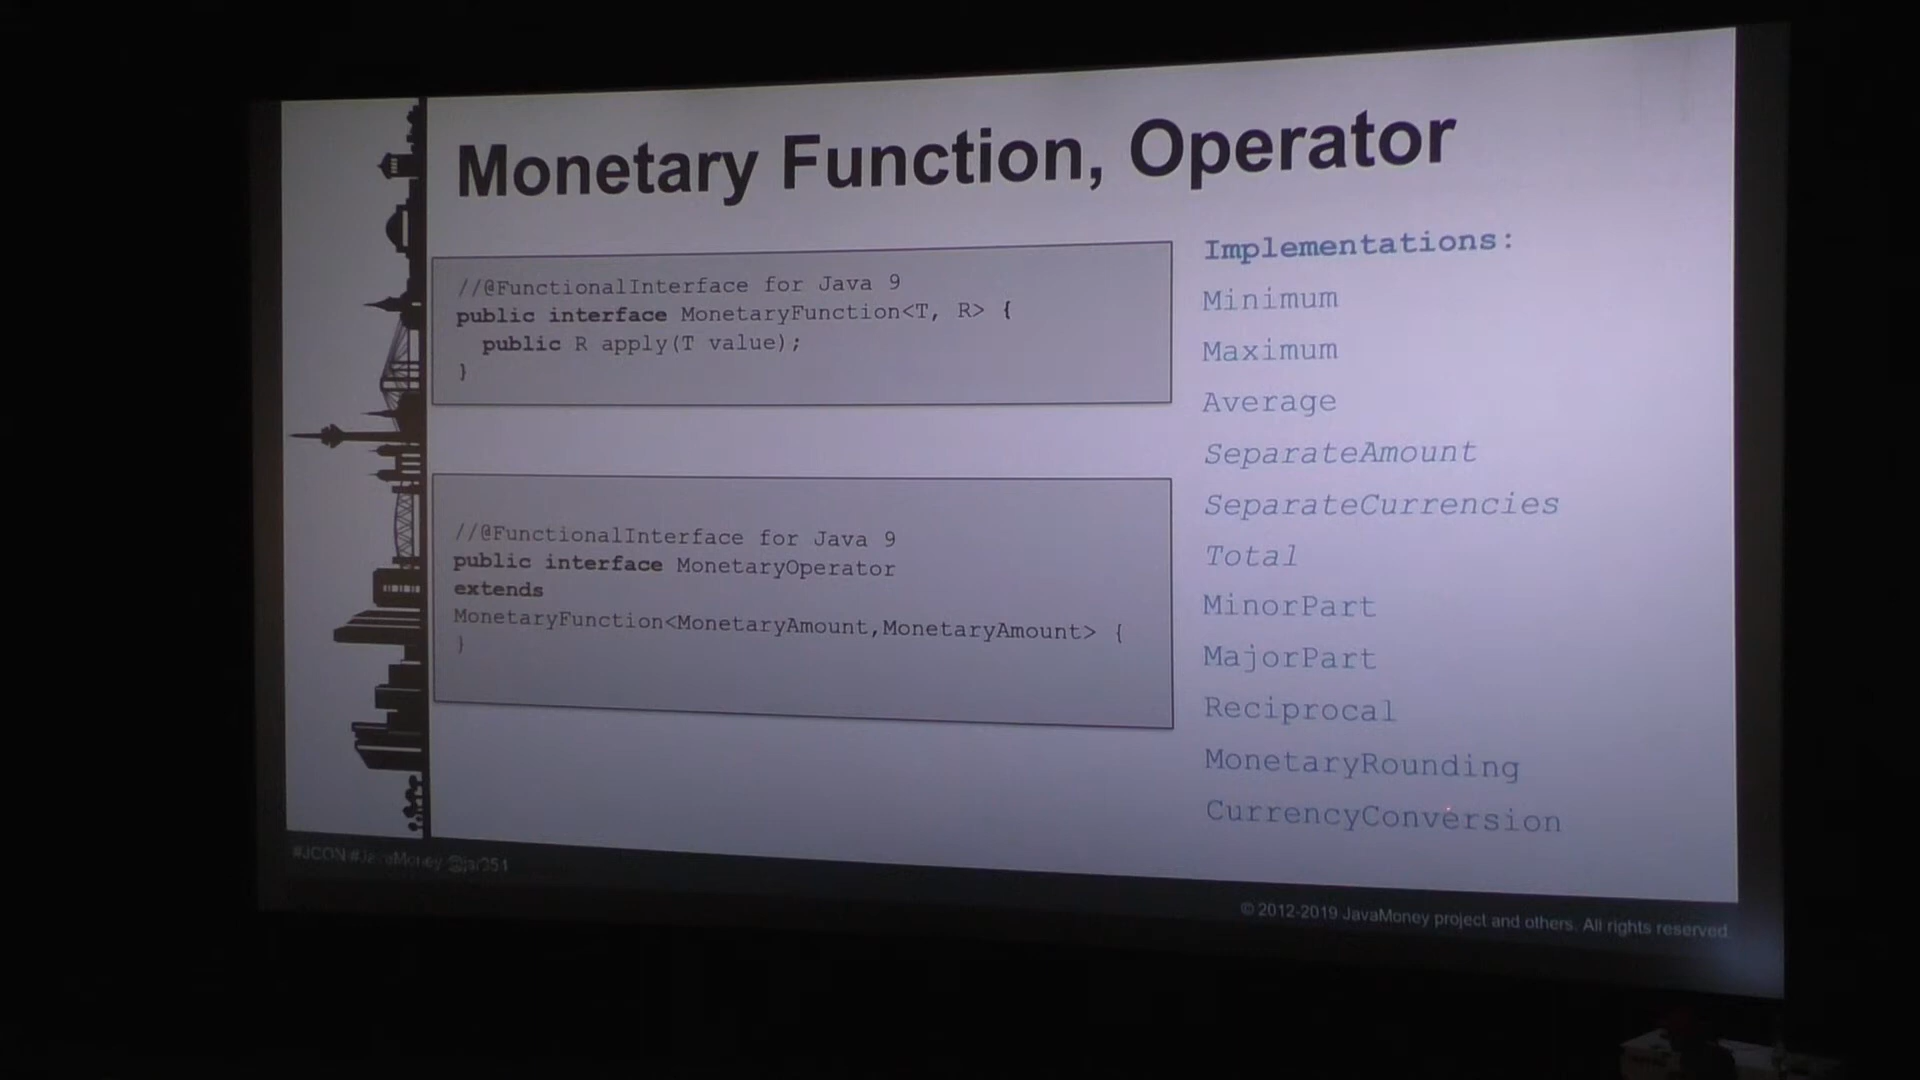 Monetary Function, Operator
//@FunctionalInterface for Java 9
public interface MonetaryFunction<T, R> {
public R apply(T value);
}
//@FunctionalInterface for Java 9
public interface MonetaryOperator
extends
MonetaryFunction<MonetaryAmount,MonetaryAmount> {
}
Implementations:
Minimum
Maximum
Average
SeparateAmount
SeparateCurrencies
Total
MinorPart
MajorPart
Reciprocal
MonetaryRounding
CurrencyConversion
#JCON #JavaMoney
© 2012-2019 JavaMoney project and others. All rights reserved.